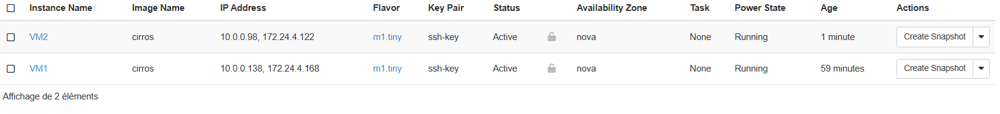 Instance Name Image Name IP Address Flavor Key Pair Status Availability Zone Task Power State Age Actions
VM2 cirros 10.0.0.98, 172.24.4.122 m1.tiny ssh-key Active nova None Running 1 minute Create Snapshot
VM1 cirros 10.0.0.138, 172.24.4.168 m1.tiny ssh-key Active nova None Running 59 minutes Create Snapshot
Affichage de 2 éléments